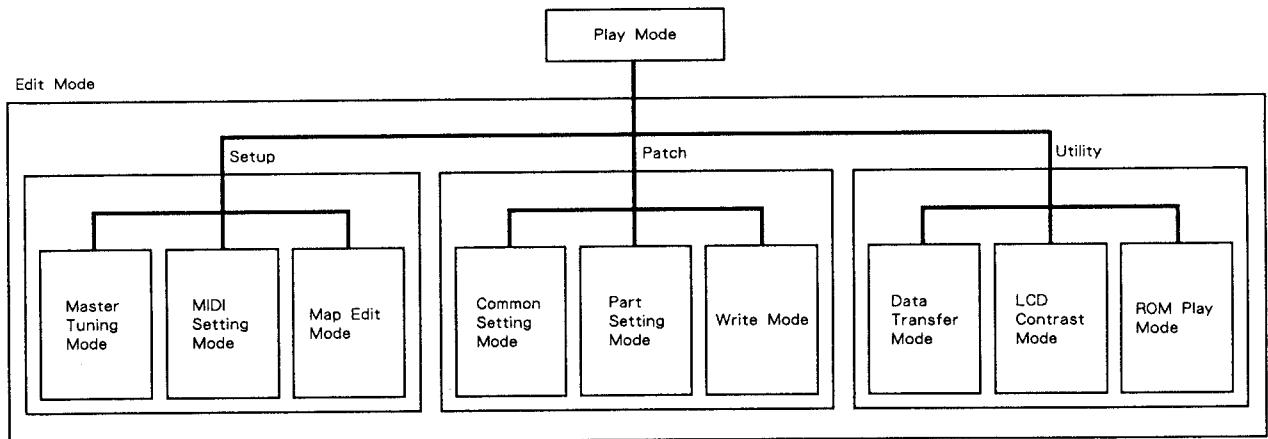 Play Mode
Edit Mode
Setup
Patch
Utility
Master
Tuning
Mode
MIDI
Setting
Mode
Map Edit
Mode
Common
Setting
Mode
Part
Setting
Mode
Write Mode
Data
Transfer
Mode
LCD
Contrast
Mode
ROM Play
Mode